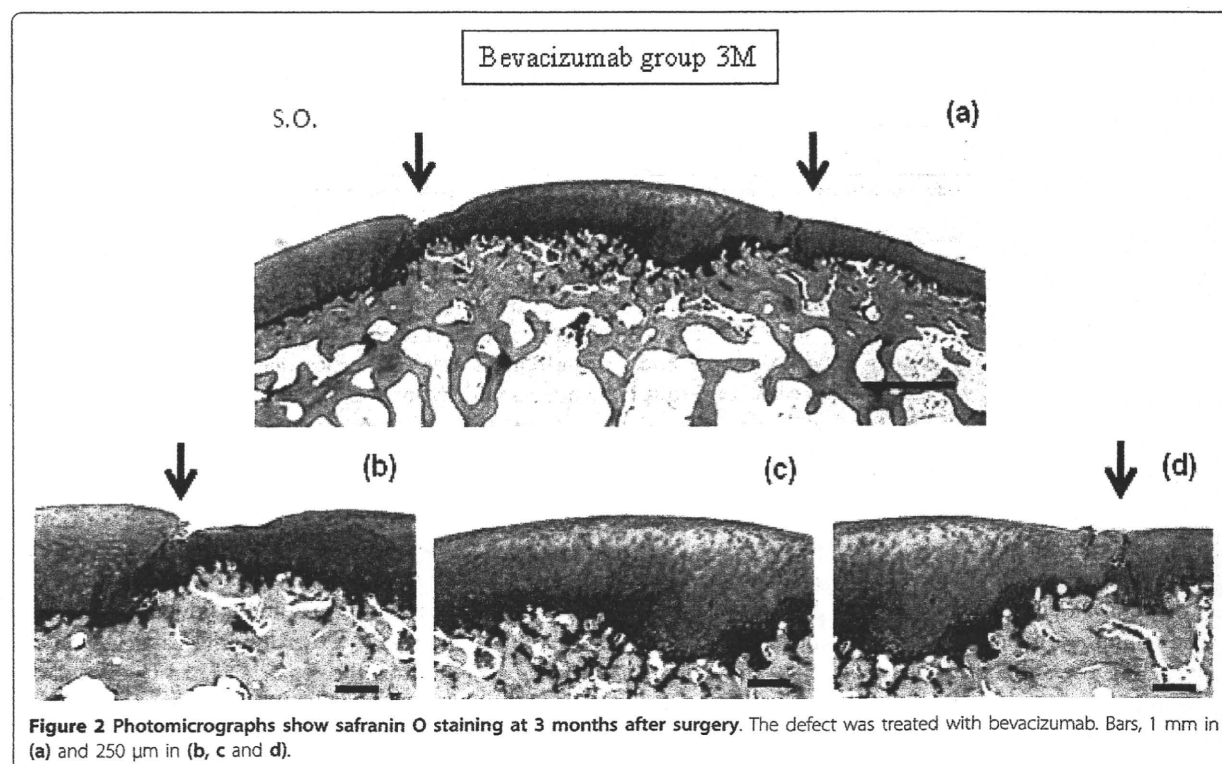 Bevacizumab group 3M
S.O.
(a)
(b)
(c)
(d)
Figure 2 Photomicrographs show safranin O staining at 3 months after surgery. The defect was treated with bevacizumab. Bars, 1 mm in
(a) and 250 µm in (b, c and d).